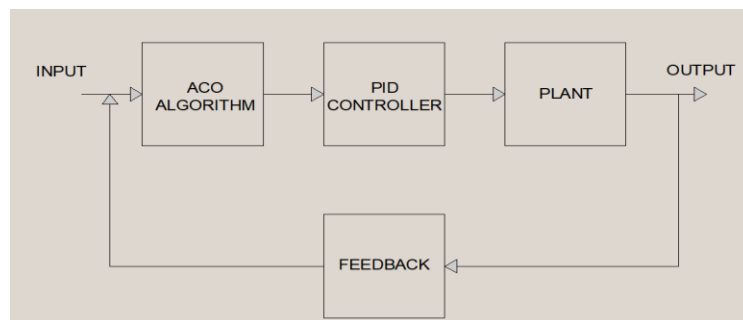 INPUT
ACO
ALGORITHM
PID
CONTROLLER
PLANT
OUTPUT
FEEDBACK